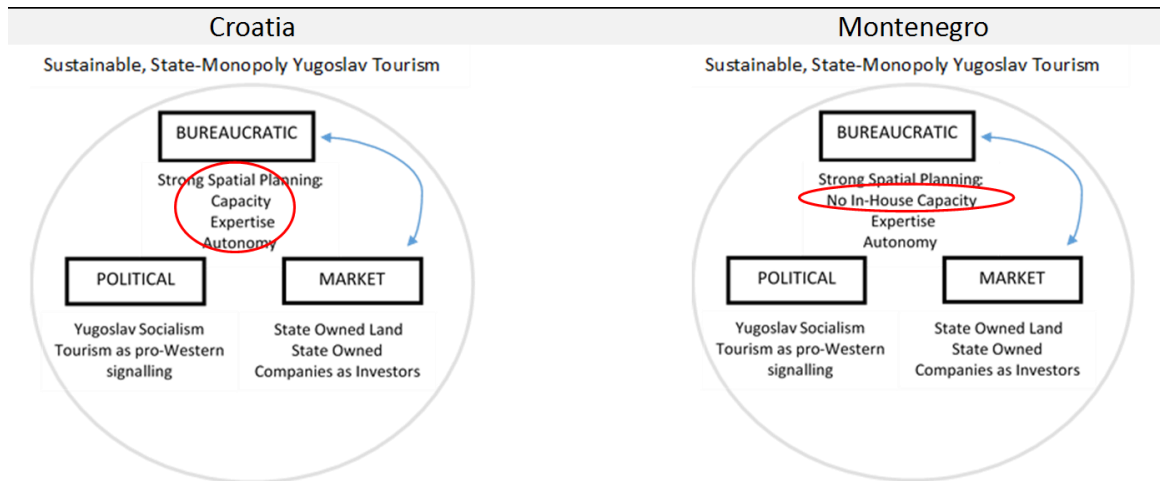 Croatia
Sustainable, State-Monopoly Yugoslav Tourism
BUREAUCRATIC
Strong Spatial Planning:
Capacity
Expertise
Autonomy
POLITICAL
Yugoslav Socialism
Tourism as pro-Western
signalling
MARKET
State Owned Land
State Owned
Companies as Investors
Montenegro
Sustainable, State-Monopoly Yugoslav Tourism
BUREAUCRATIC
Strong Spatial Planning:
No In-House Capacity
Expertise
Autonomy
POLITICAL
Yugoslav Socialism
Tourism as pro-Western
signalling
MARKET
State Owned Land
State Owned
Companies as Investors